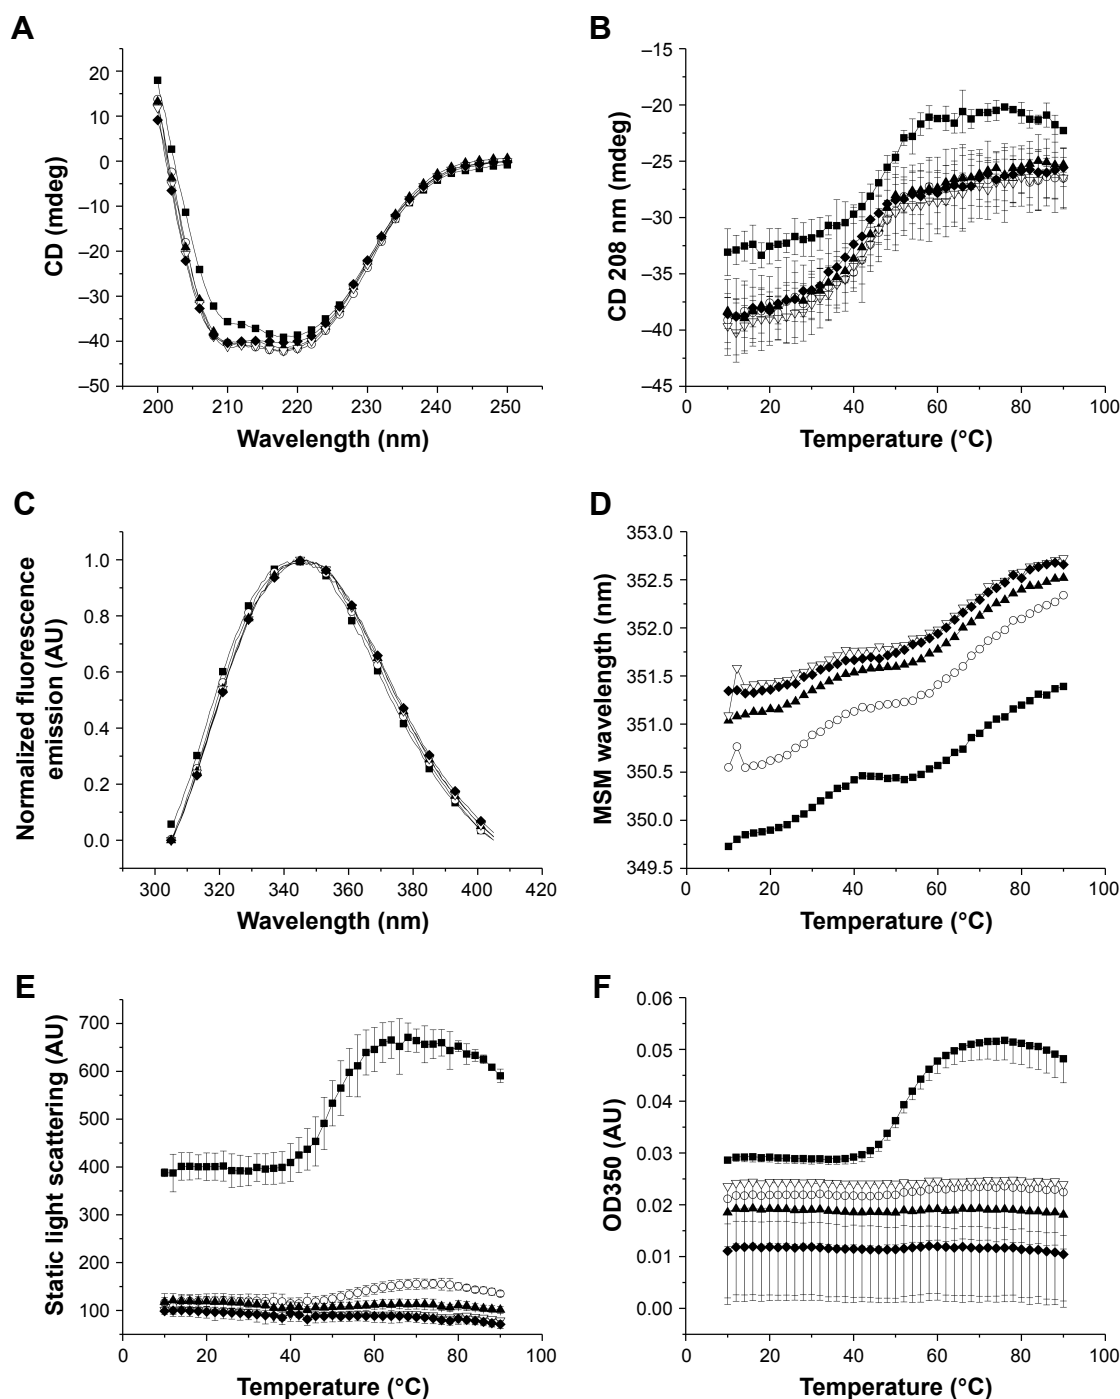 A
CD (mdeg)
20
10
0
–10
–20
–30
–40
–50
200 210 220 230 240 250
Wavelength (nm)
B
CD 208 nm (mdeg)
–15
–20
–25
–30
–35
–40
–45
0 20 40 60 80 100
Temperature (°C)
C
Normalized fluorescence
emission (AU)
1.0
0.8
0.6
0.4
0.2
0.0
300 320 340 360 380 400 420
Wavelength (nm)
D
MSM wavelength (nm)
353.0
352.5
352.0
351.5
351.0
350.5
350.0
349.5
0 20 40 60 80 100
Temperature (°C)
E
Static light scattering (AU)
700
600
500
400
300
200
100
0 20 40 60 80 100
Temperature (°C)
F
OD350 (AU)
0.06
0.05
0.04
0.03
0.02
0.01
0.00
0 20 40 60 80 100
Temperature (°C)